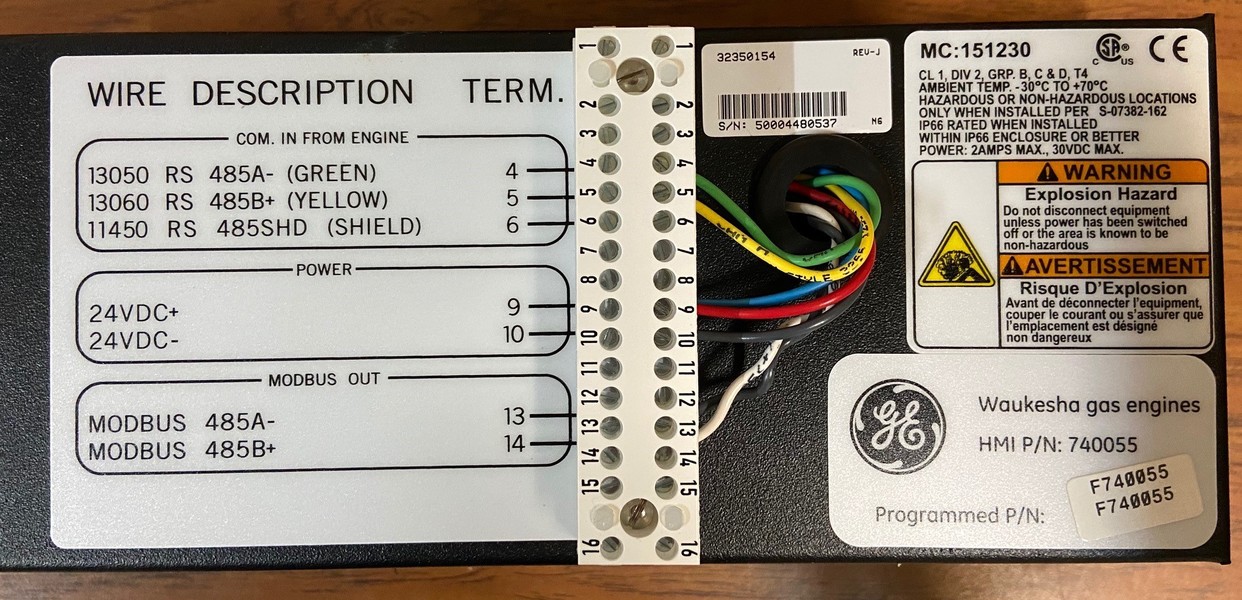 WIRE DESCRIPTION TERM.
COM. IN FROM ENGINE
13050 RS 485A- (GREEN) 4
13060 RS 485B+ (YELLOW) 5
11450 RS 485SHD (SHIELD) 6
POWER
24VDC+ 9
24VDC- 10
MODBUS OUT
MODBUS 485A- 13
MODBUS 485B+ 14
1 1
2 2
3 3
4 4
5 5
6 6
7 7
8 8
9 9
10 10
11 11
12 12
13 13
14 14
15 15
16 16
32350154 REV-J
S/N: 50004480537 NG
STYLE
MC:151230
CSA® C US CE
CL 1, DIV 2, GRP. B, C & D, T4
AMBIENT TEMP. -30°C TO +70°C
HAZARDOUS OR NON-HAZARDOUS LOCATIONS
ONLY WHEN INSTALLED PER S-07382-162
IP66 RATED WHEN INSTALLED
WITHIN IP66 ENCLOSURE OR BETTER
POWER: 2AMPS MAX., 30VDC MAX.
WARNING
Explosion Hazard
Do not disconnect equipment
unless power has been switched
off or the area is known to be
non-hazardous
AVERTISSEMENT
Risque D'Explosion
Avant de déconnecter l'equipment,
couper le courant ou s'assurer que
l'emplacement est désigné
non dangereux
GE
Waukesha gas engines
HMI P/N: 740055
Programmed P/N:
F740055
F740055